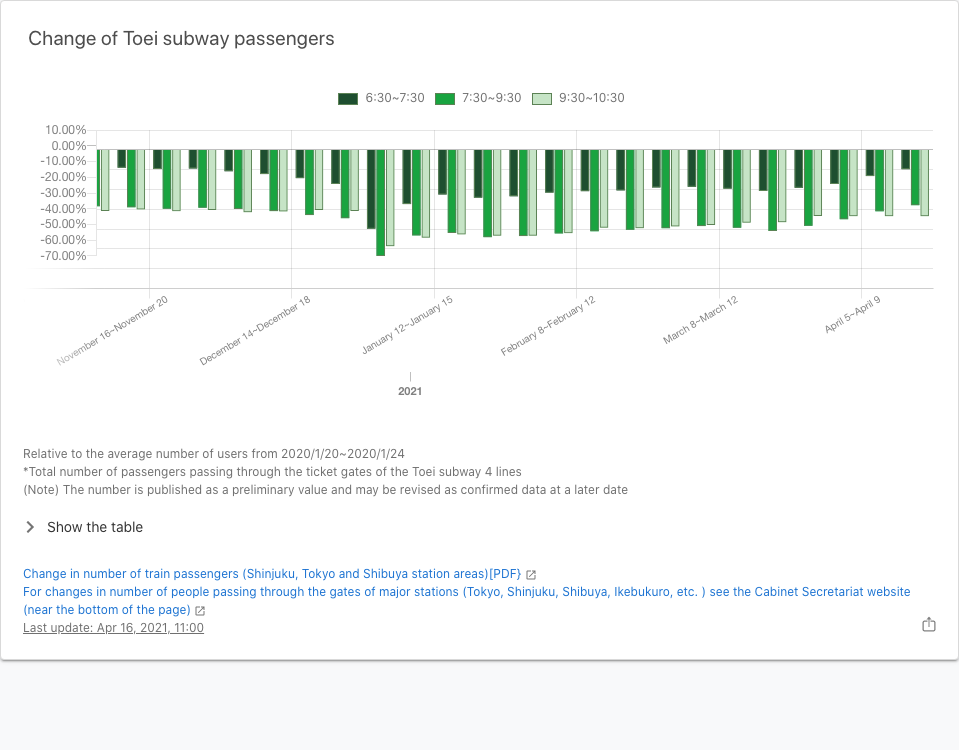 Change of Toei subway passengers
6:30~7:30 7:30~9:30 9:30~10:30
10.00%
0.00%
-10.00%
-20.00%
-30.00%
-40.00%
-50.00%
-60.00%
-70.00%
November 16~November 20
December 14~December 18
January 12~January 15
February 8~February 12
March 8~March 12
April 5~April 9
2021
Relative to the average number of users from 2020/1/20~2020/1/24
*Total number of passengers passing through the ticket gates of the Toei subway 4 lines
(Note) The number is published as a preliminary value and may be revised as confirmed data at a later date
Show the table
Change in number of train passengers (Shinjuku, Tokyo and Shibuya station areas)[PDF}
For changes in number of people passing through the gates of major stations (Tokyo, Shinjuku, Shibuya, Ikebukuro, etc. ) see the Cabinet Secretariat website
(near the bottom of the page)
Last update: Apr 16, 2021, 11:00